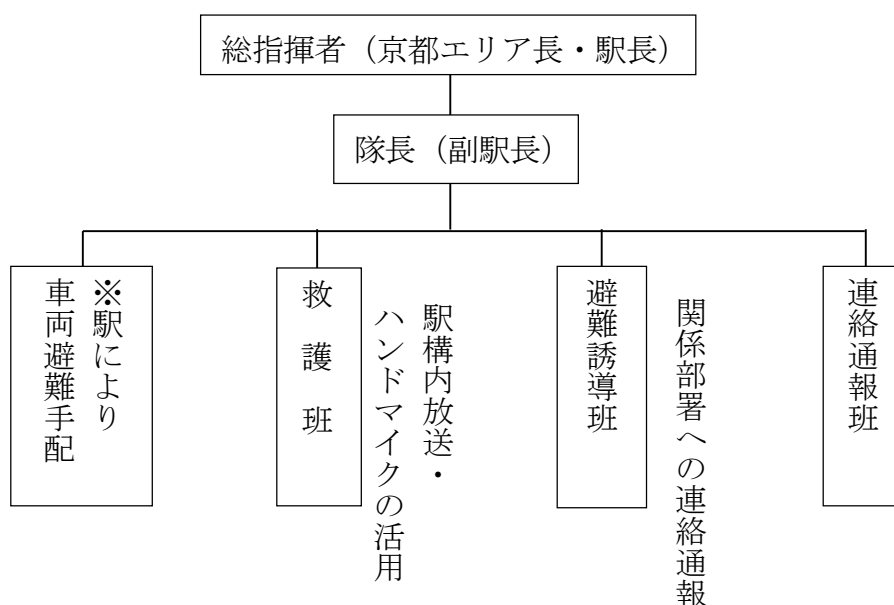 総指揮者（京都エリア長・駅長）
隊長（副駅長）
連絡通報班
関係部署への連絡通報
避難誘導班
駅構内放送・
ハンドマイクの活用
救護班
※駅により
車両避難手配